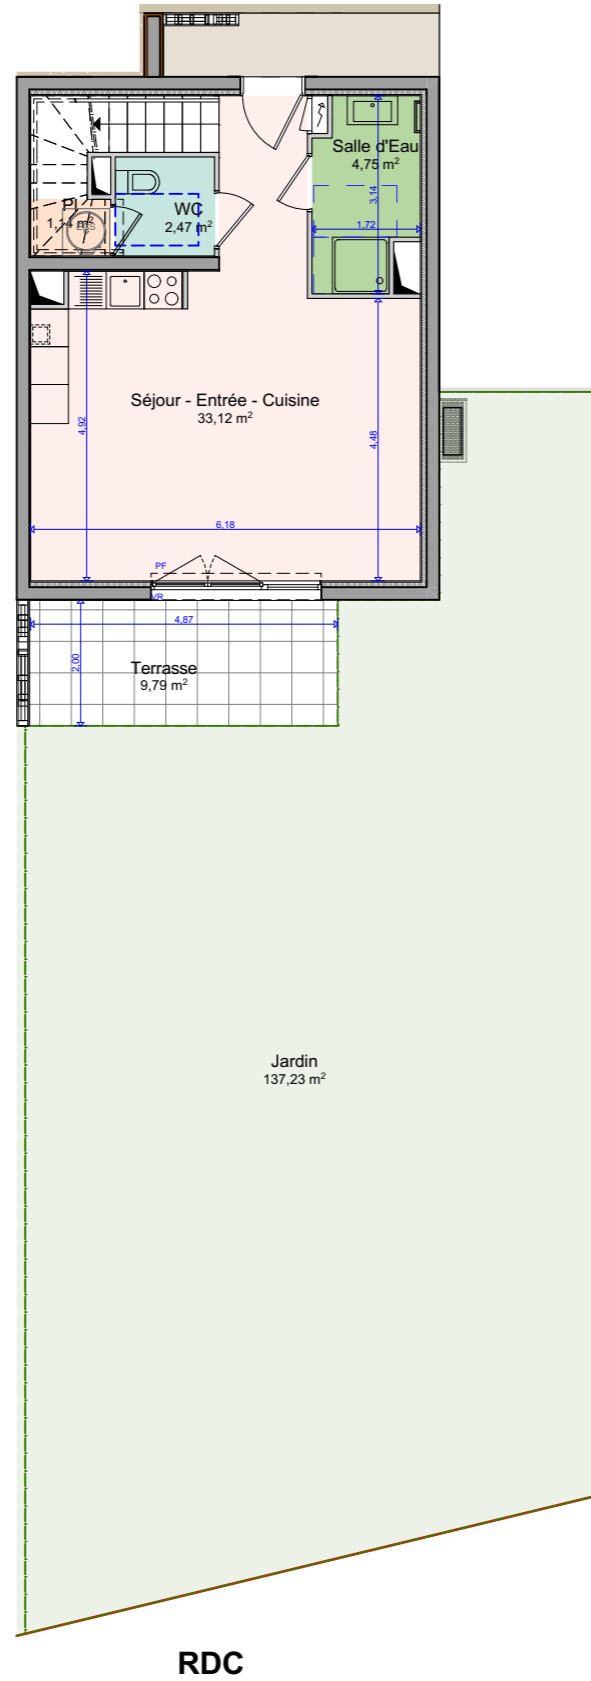 Salle d'Eau
4,75 m²
3,14
1,72
WC
2,47 m²
P
1,14 m²
Séjour - Entrée - Cuisine
33,12 m²
4,92
4,48
6,18
PF
VR
4,87
2,00
Terrasse
9,79 m²
Jardin
137,23 m²
RDC